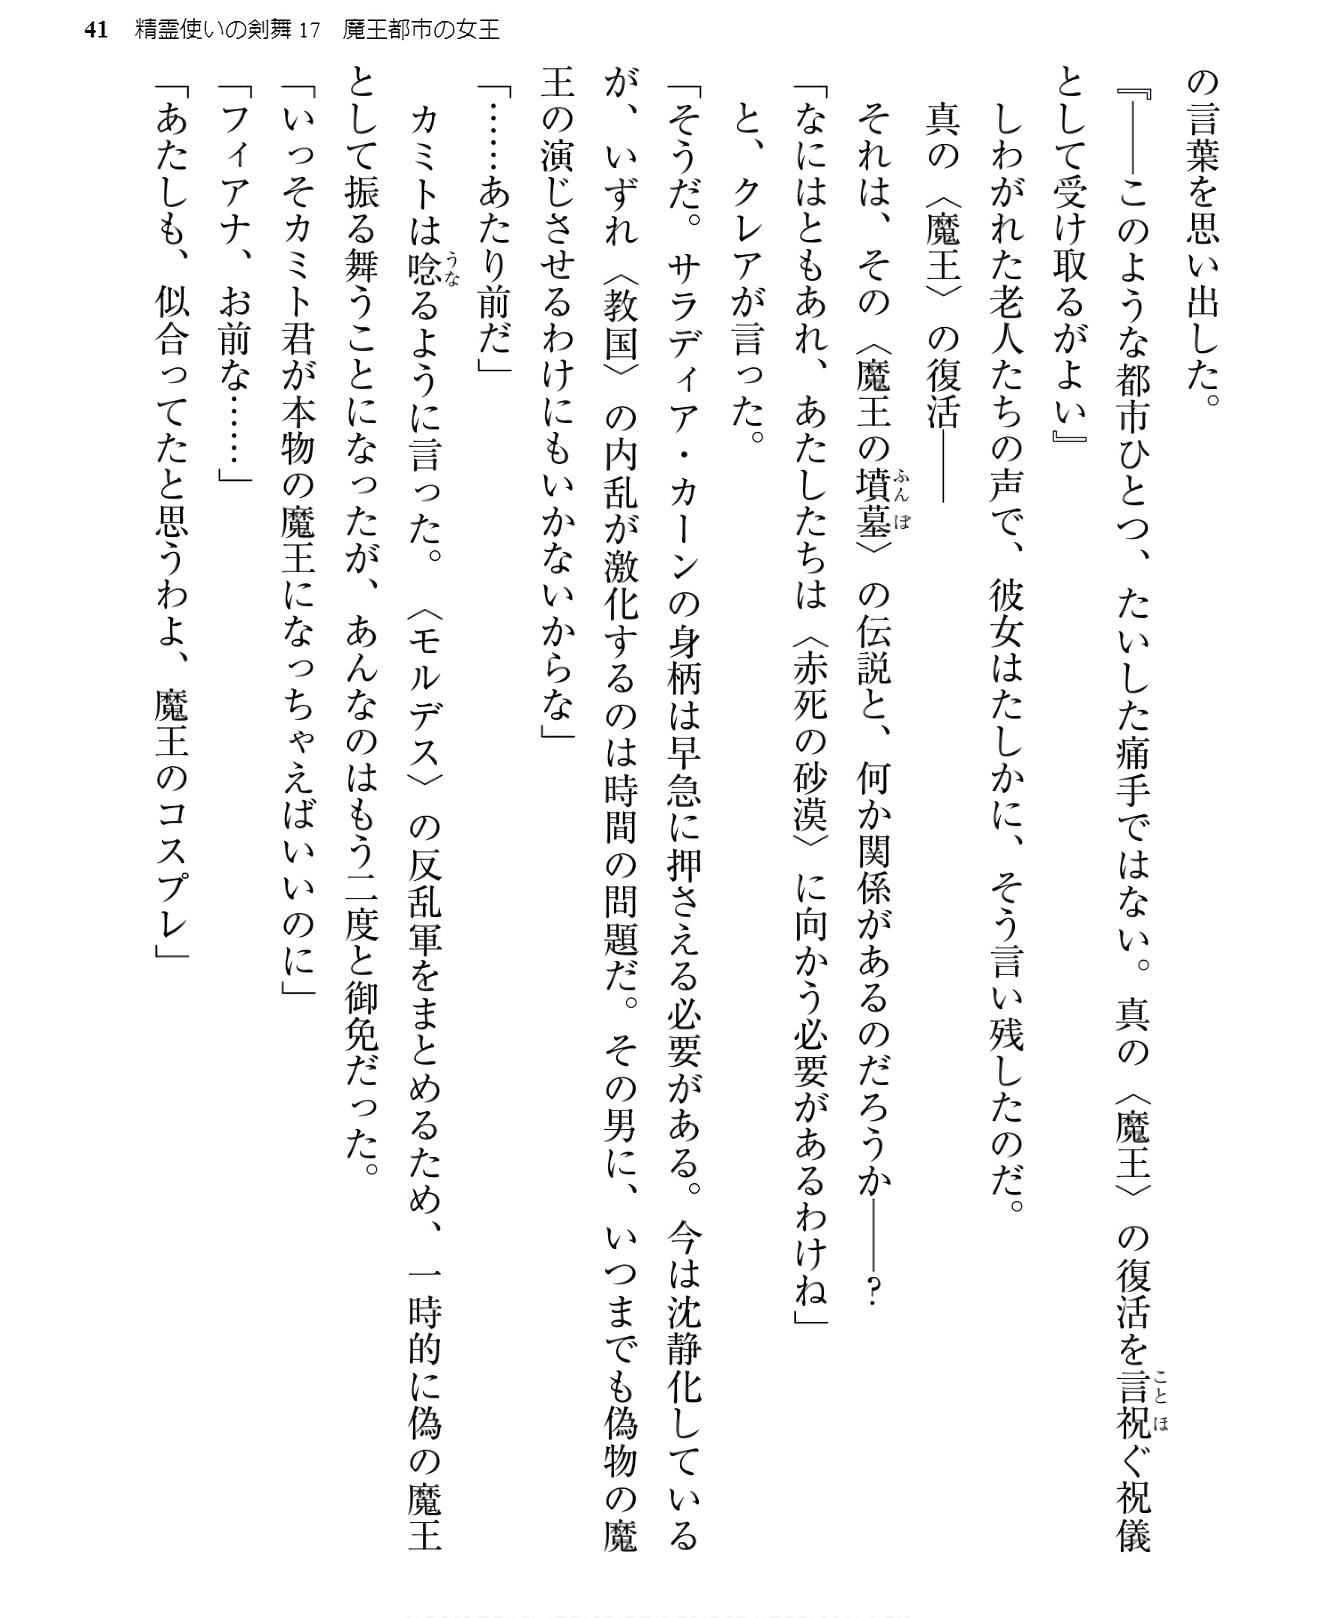 41 精霊使いの剣舞17 魔王都市の女王
の言葉を思い出した。
『――このような都市ひとつ、たいした痛手ではない。真の〈魔王〉の復活を言祝ぐ祝儀
ことほ
として受け取るがよい』
しわがれた老人たちの声で、彼女はたしかに、そう言い残したのだ。
真の〈魔王〉の復活――
それは、その〈魔王の墳墓〉の伝説と、何か関係があるのだろうか――?
ふんぼ
「なにはともあれ、あたしたちは〈赤死の砂漠〉に向かう必要があるわけね」
と、クレアが言った。
「そうだ。サラディア・カーンの身柄は早急に押さえる必要がある。今は沈静化している
が、いずれ〈教国〉の内乱が激化するのは時間の問題だ。その男に、いつまでも偽物の魔
王の演じさせるわけにもいかないからな」
「……あたり前だ」
カミトは唸るように言った。〈モルデス〉の反乱軍をまとめるため、一時的に偽の魔王
うな
として振る舞うことになったが、あんなのはもう二度と御免だった。
「いっそカミト君が本物の魔王になっちゃえばいいのに」
「フィアナ、お前な……」
「あたしも、似合ってたと思うわよ、魔王のコスプレ」